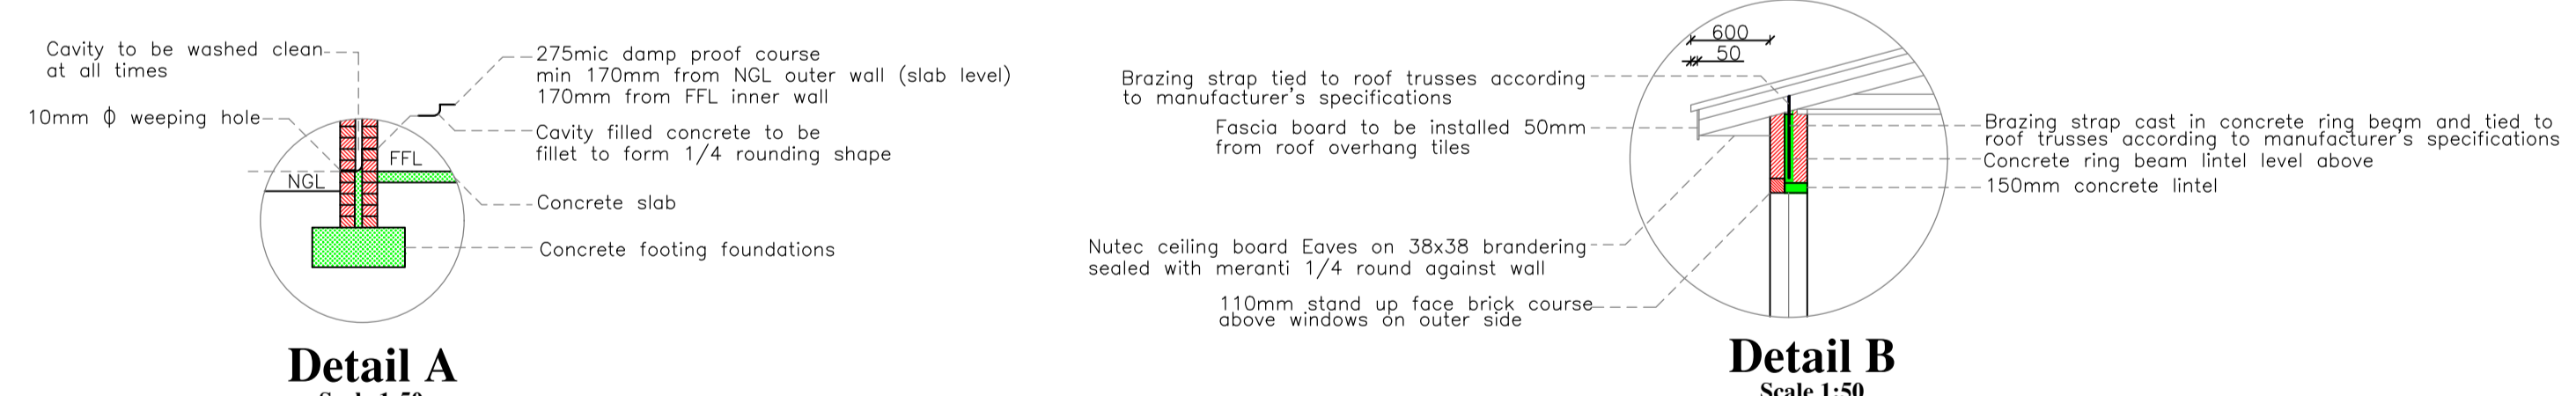 Cavity to be washed clean
at all times
10mm ϕ weeping hole
275mic damp proof course
min 170mm from NGL outer wall (slab level)
170mm from FFL inner wall
Cavity filled concrete to be
fillet to form 1/4 rounding shape
FFL
NGL
Concrete slab
Concrete footing foundations
Detail A
Scale 1:50
600
50
Brazing strap tied to roof trusses according
to manufacturer's specifications
Fascia board to be installed 50mm
from roof overhang tiles
Nutec ceiling board Eaves on 38x38 brandering
sealed with meranti 1/4 round against wall
110mm stand up face brick course
above windows on outer side
Brazing strap cast in concrete ring beam and tied to
roof trusses according to manufacturer's specifications
Concrete ring beam lintel level above
150mm concrete lintel
Detail B
Scale 1:50